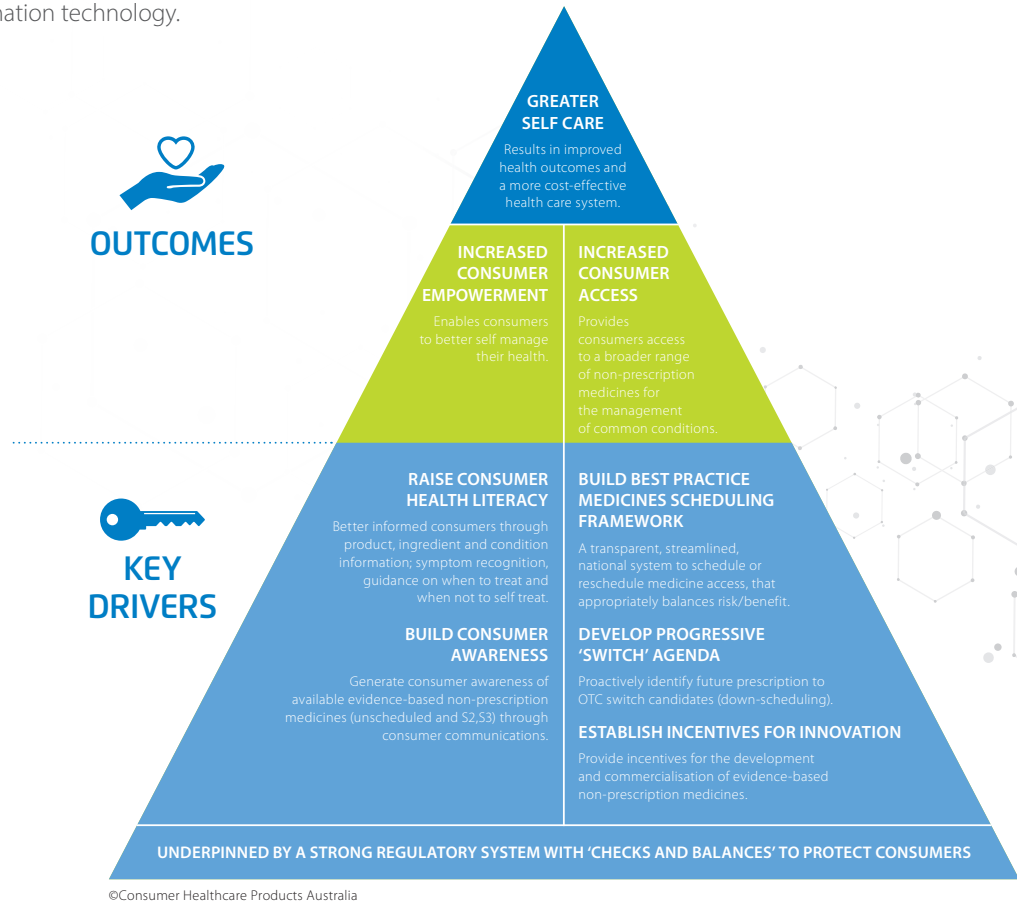 nation technology.
GREATER
SELF CARE
Results in improved
health outcomes and
a more cost-effective
health care system.
OUTCOMES
INCREASED
CONSUMER
EMPOWERMENT
Enables consumers
to better self manage
their health.
INCREASED
CONSUMER
ACCESS
Provides
consumers access
to a broader range
of non-prescription
medicines for
the management
of common conditions.
KEY
DRIVERS
RAISE CONSUMER
HEALTH LITERACY
Better informed consumers through
product, ingredient and condition
information; symptom recognition,
guidance on when to treat and
when not to self treat.
BUILD CONSUMER
AWARENESS
Generate consumer awareness of
available evidence-based non-prescription
medicines (unscheduled and S2,S3) through
consumer communications.
BUILD BEST PRACTICE
MEDICINES SCHEDULING
FRAMEWORK
A transparent, streamlined,
national system to schedule or
reschedule medicine access, that
appropriately balances risk/benefit.
DEVELOP PROGRESSIVE
‘SWITCH’ AGENDA
Proactively identify future prescription to
OTC switch candidates (down-scheduling).
ESTABLISH INCENTIVES FOR INNOVATION
Provide incentives for the development
and commercialisation of evidence-based
non-prescription medicines.
UNDERPINNED BY A STRONG REGULATORY SYSTEM WITH ‘CHECKS AND BALANCES’ TO PROTECT CONSUMERS
©Consumer Healthcare Products Australia